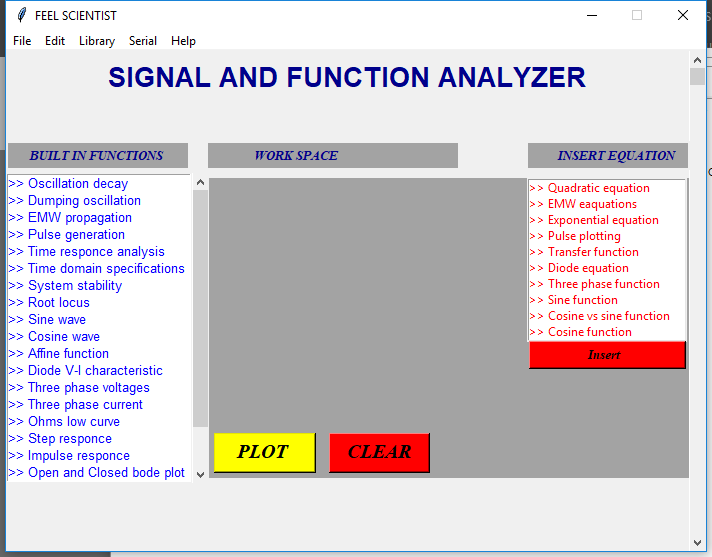 FEEL SCIENTIST
File Edit Library Serial Help
SIGNAL AND FUNCTION ANALYZER
BUILT IN FUNCTIONS
>> Oscillation decay
>> Dumping oscillation
>> EMW propagation
>> Pulse generation
>> Time responce analysis
>> Time domain specifications
>> System stability
>> Root locus
>> Sine wave
>> Cosine wave
>> Affine function
>> Diode V-I characteristic
>> Three phase voltages
>> Three phase current
>> Ohms low curve
>> Step responce
>> Impulse responce
>> Open and Closed bode plot
WORK SPACE
PLOT CLEAR
INSERT EQUATION
>> Quadratic equation
>> EMW eaquations
>> Exponential equation
>> Pulse plotting
>> Transfer function
>> Diode equation
>> Three phase function
>> Sine function
>> Cosine vs sine function
>> Cosine function
Insert